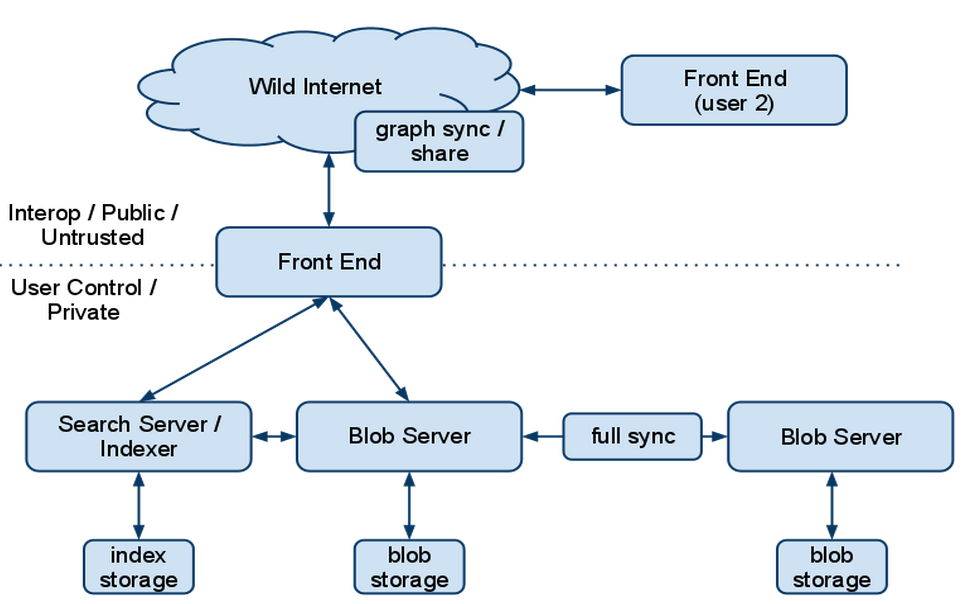 Wild Internet
Front End
(user 2)
graph sync /
share
Interop / Public /
Untrusted
Front End
User Control /
Private
Search Server /
Indexer
Blob Server
full sync
Blob Server
index
storage
blob
storage
blob
storage